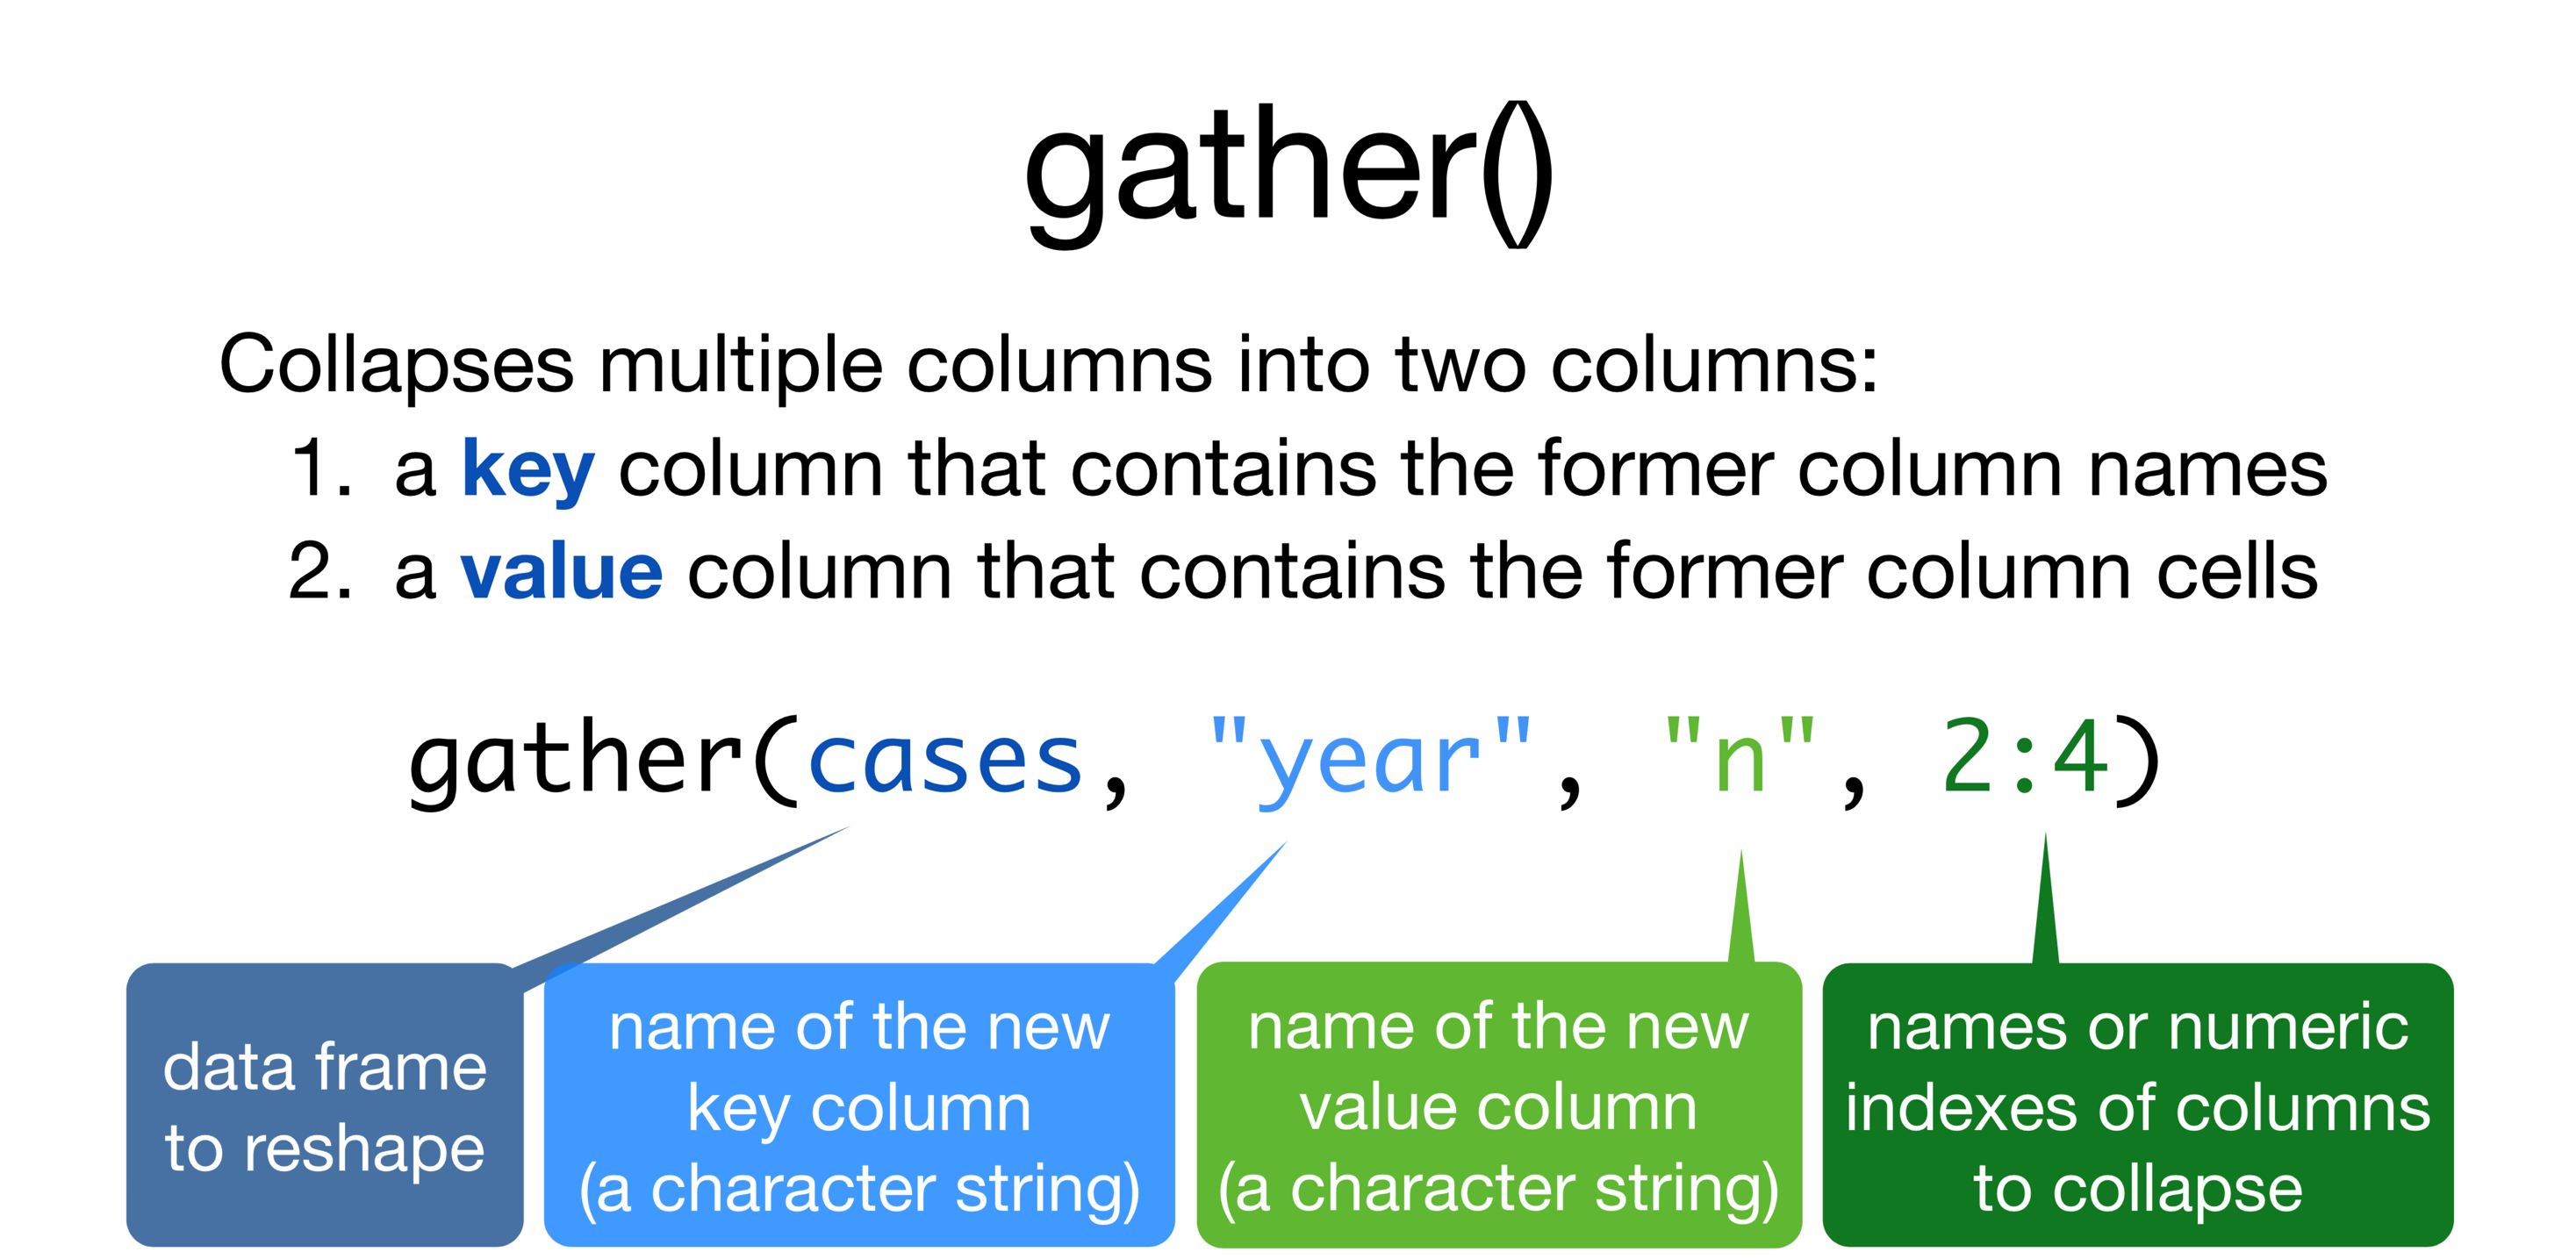 gather()
Collapses multiple columns into two columns:
1. a key column that contains the former column names
2. a value column that contains the former column cells
gather(cases, "year", "n", 2:4)
data frame
to reshape
name of the new
key column
(a character string)
name of the new
value column
(a character string)
names or numeric
indexes of columns
to collapse